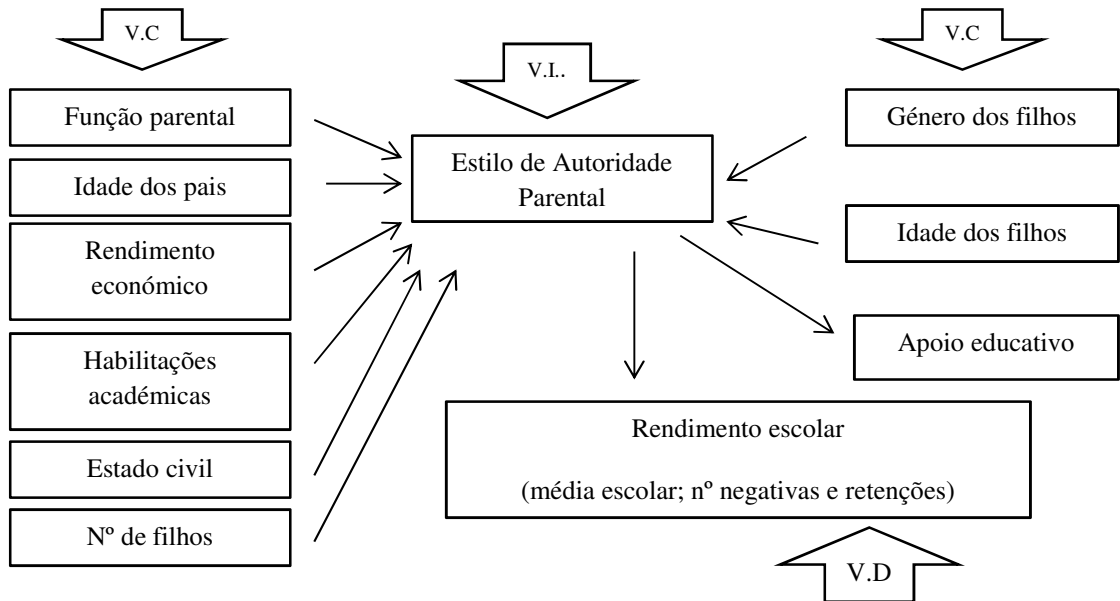 V.C
Função parental
Idade dos pais
Rendimento
económico
Habilitações
académicas
Estado civil
Nº de filhos
V.I..
Estilo de Autoridade
Parental
V.C
Género dos filhos
Idade dos filhos
Apoio educativo
Rendimento escolar
(média escolar; nº negativas e retenções)
V.D